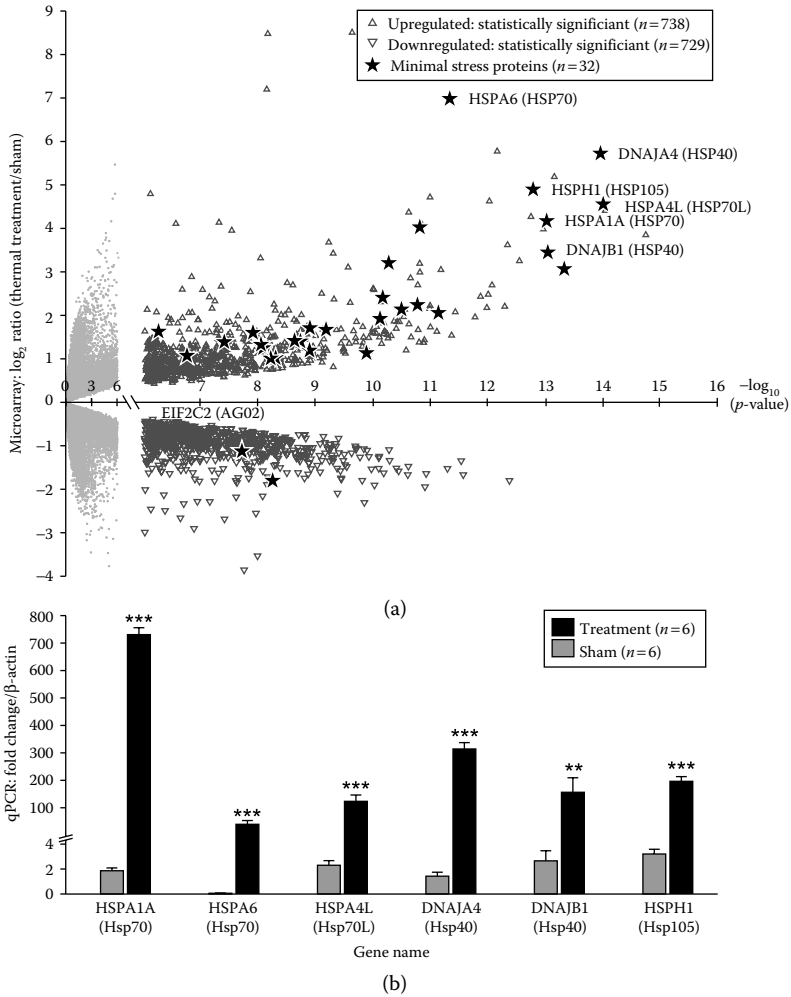 9
8
7
6
5
4
3
2
1
0
−1
−2
−3
−4
Microarray: log2 ratio (thermal treatment/sham)
Upregulated: statistically significiant (n=738)
Downregulated: statistically significiant (n=729)
Minimal stress proteins (n=32)
HSPA6 (HSP70)
DNAJA4 (HSP40)
HSPH1 (HSP105)
HSPA4L (HSP70L)
HSPA1A (HSP70)
DNAJB1 (HSP40)
0 3 6 7 8 9 10 11 12 13 14 15 16 −log10
(p-value)
EIF2C2 (AG02)
(a)
800
700
600
500
400
300
200
100
4
2
0
qPCR: fold change/β-actin
Treatment (n=6)
Sham (n=6)
*** *** *** *** ** ***
HSPA1A HSPA6 HSPA4L DNAJA4 DNAJB1 HSPH1
(Hsp70) (Hsp70) (Hsp70L) (Hsp40) (Hsp40) (Hsp105)
Gene name
(b)